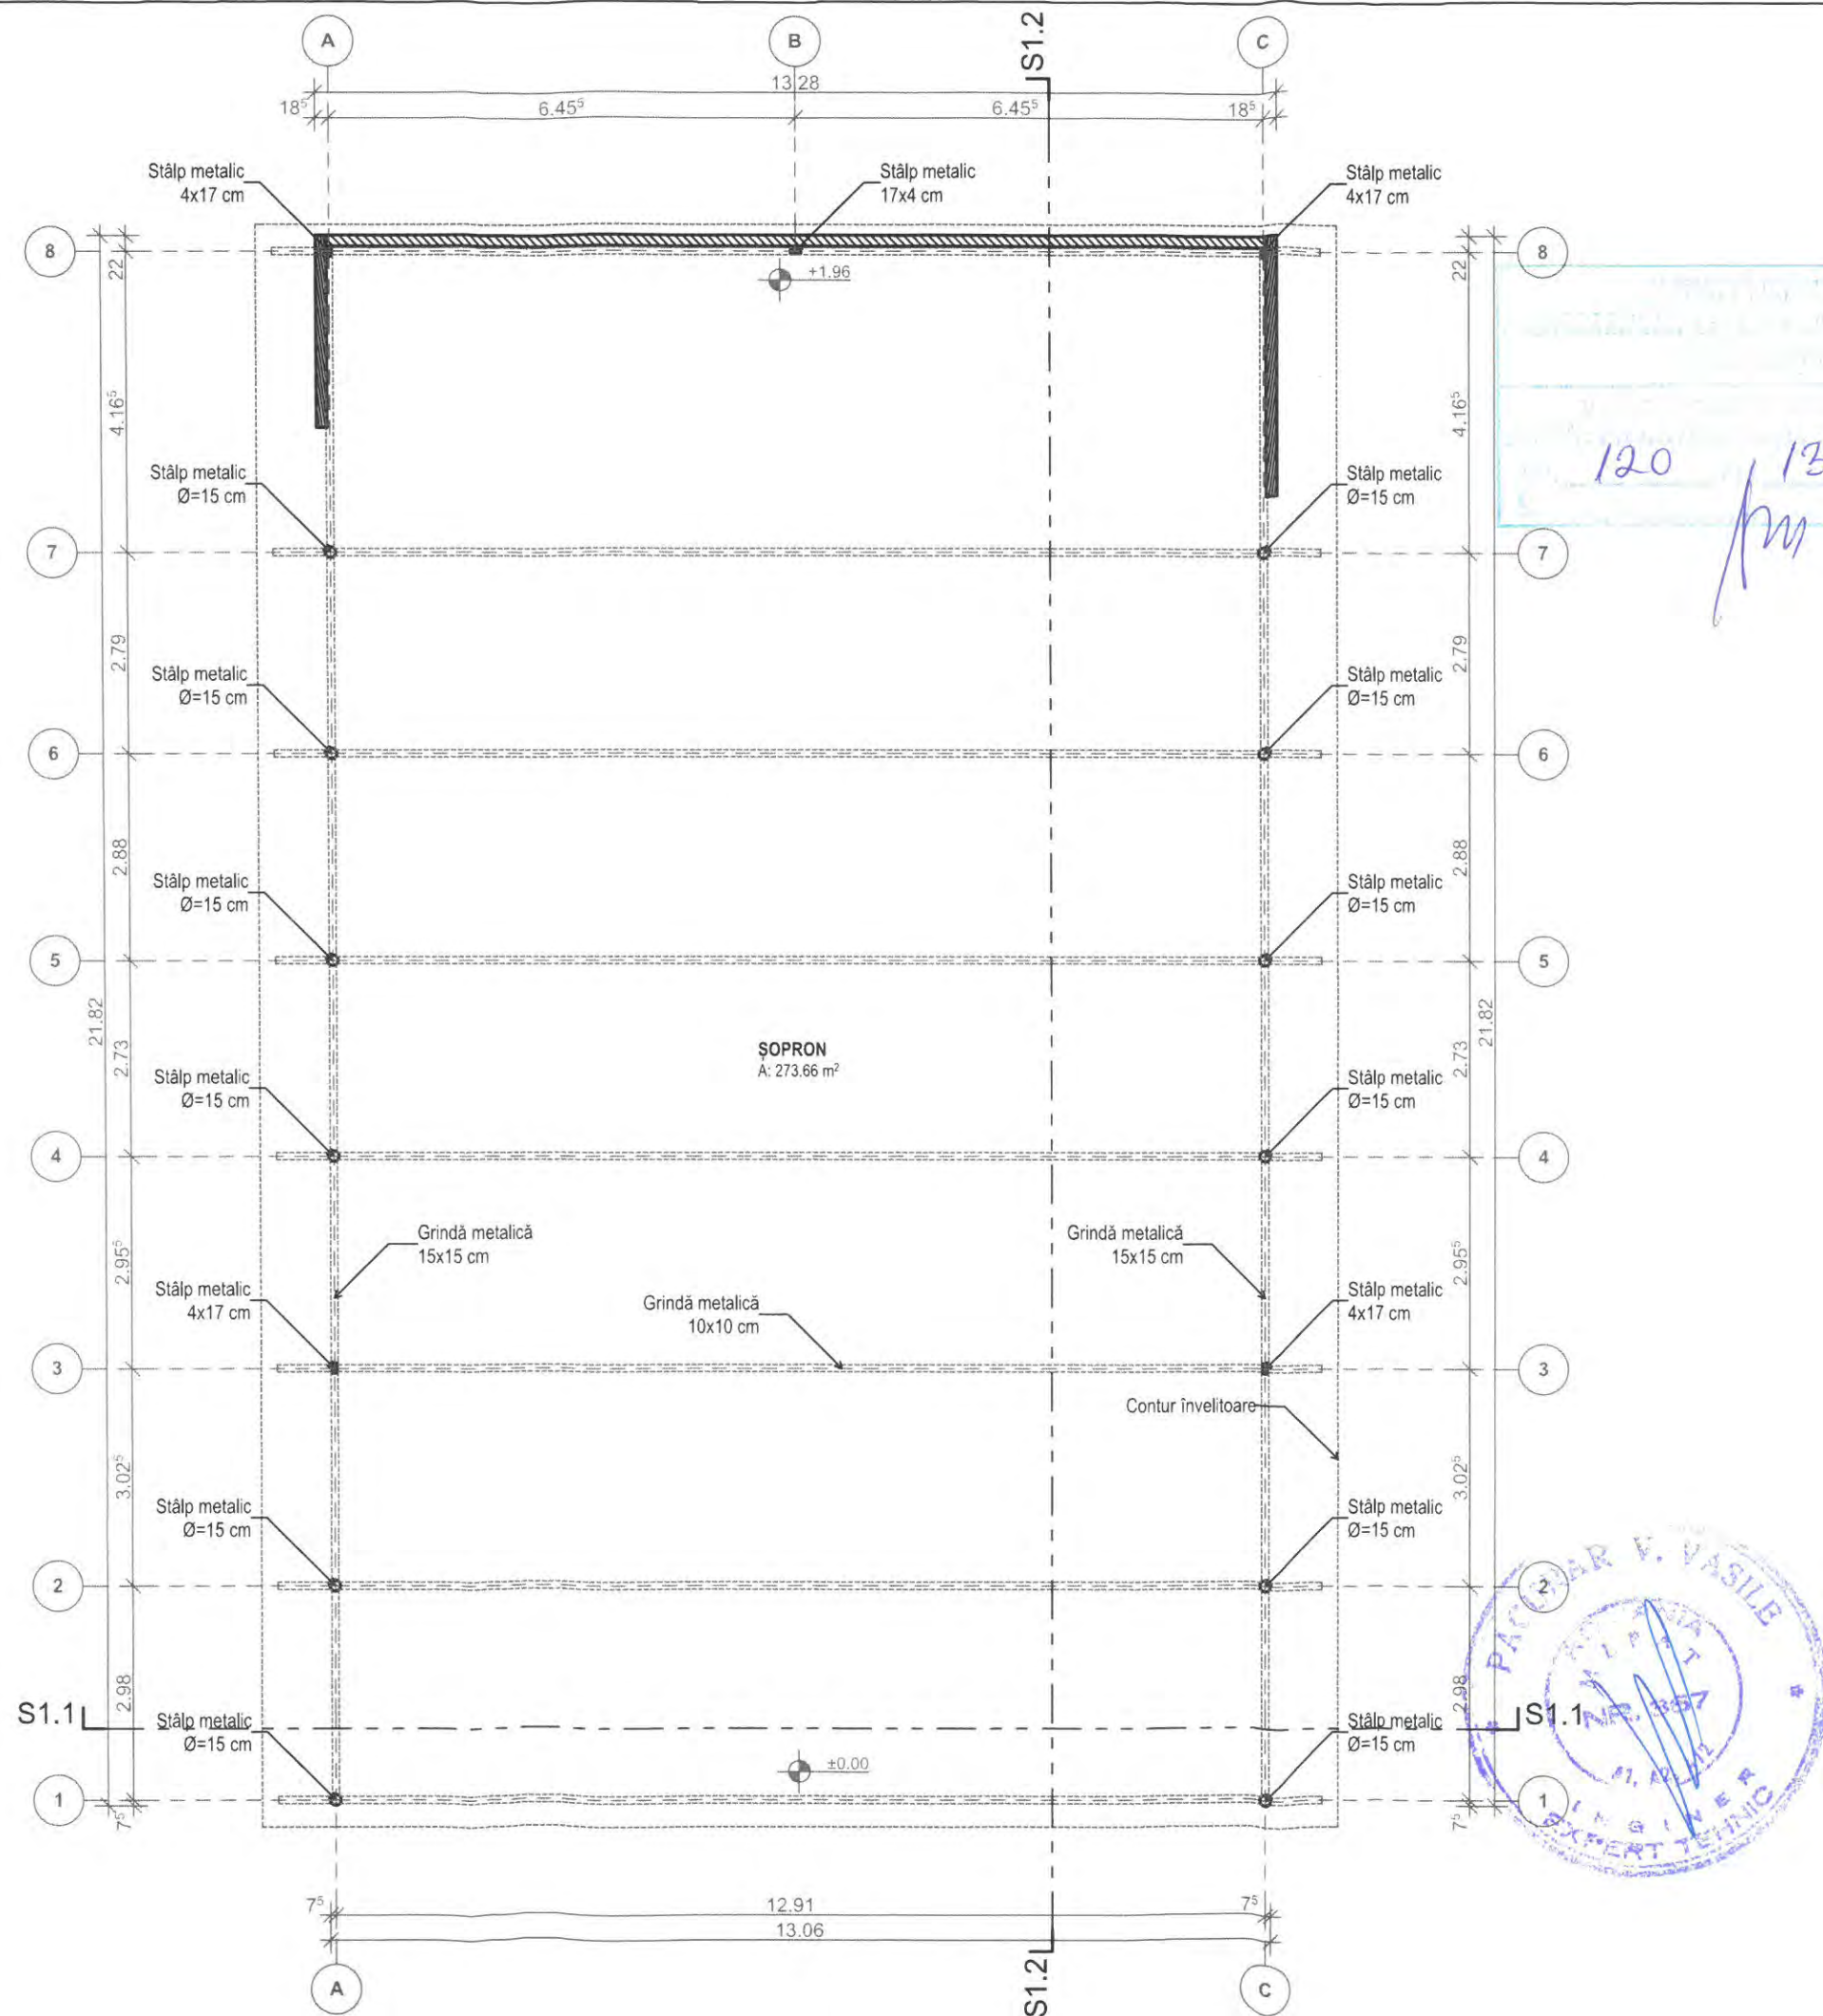 A B S1.2 C
13.28
18⁵ 6.45⁵ 6.45⁵ 18⁵
Stâlp metalic
4x17 cm
Stâlp metalic
17x4 cm
Stâlp metalic
4x17 cm
8 22 +1.96 22 8
4.16⁵ 4.16⁵
120 13
Stâlp metalic
Ø=15 cm
Stâlp metalic
Ø=15 cm
7 7
2.79 2.79
Stâlp metalic
Ø=15 cm
Stâlp metalic
Ø=15 cm
6 6
2.88 2.88
Stâlp metalic
Ø=15 cm
Stâlp metalic
Ø=15 cm
5 5
21.82 21.82
2.73 2.73
ȘOPRON
A: 273.66 m²
Stâlp metalic
Ø=15 cm
Stâlp metalic
Ø=15 cm
4 4
Grindă metalică
15x15 cm
Grindă metalică
15x15 cm
2.95⁵ 2.95⁵
Stâlp metalic
4x17 cm
Grindă metalică
10x10 cm
Stâlp metalic
4x17 cm
3 3
Contur învelitoare
3.02⁵ 3.02⁵
Stâlp metalic
Ø=15 cm
Stâlp metalic
Ø=15 cm
2 2
V. VASILE
2.98 2.98
S1.1 S1.1
NR. 357
Stâlp metalic
Ø=15 cm
Stâlp metalic
Ø=15 cm
±0.00
1 1
7⁵ 7⁵
INGINER
EXPERT TEHNIC
7⁵ 12.91 7⁵
13.06
A S1.2 C